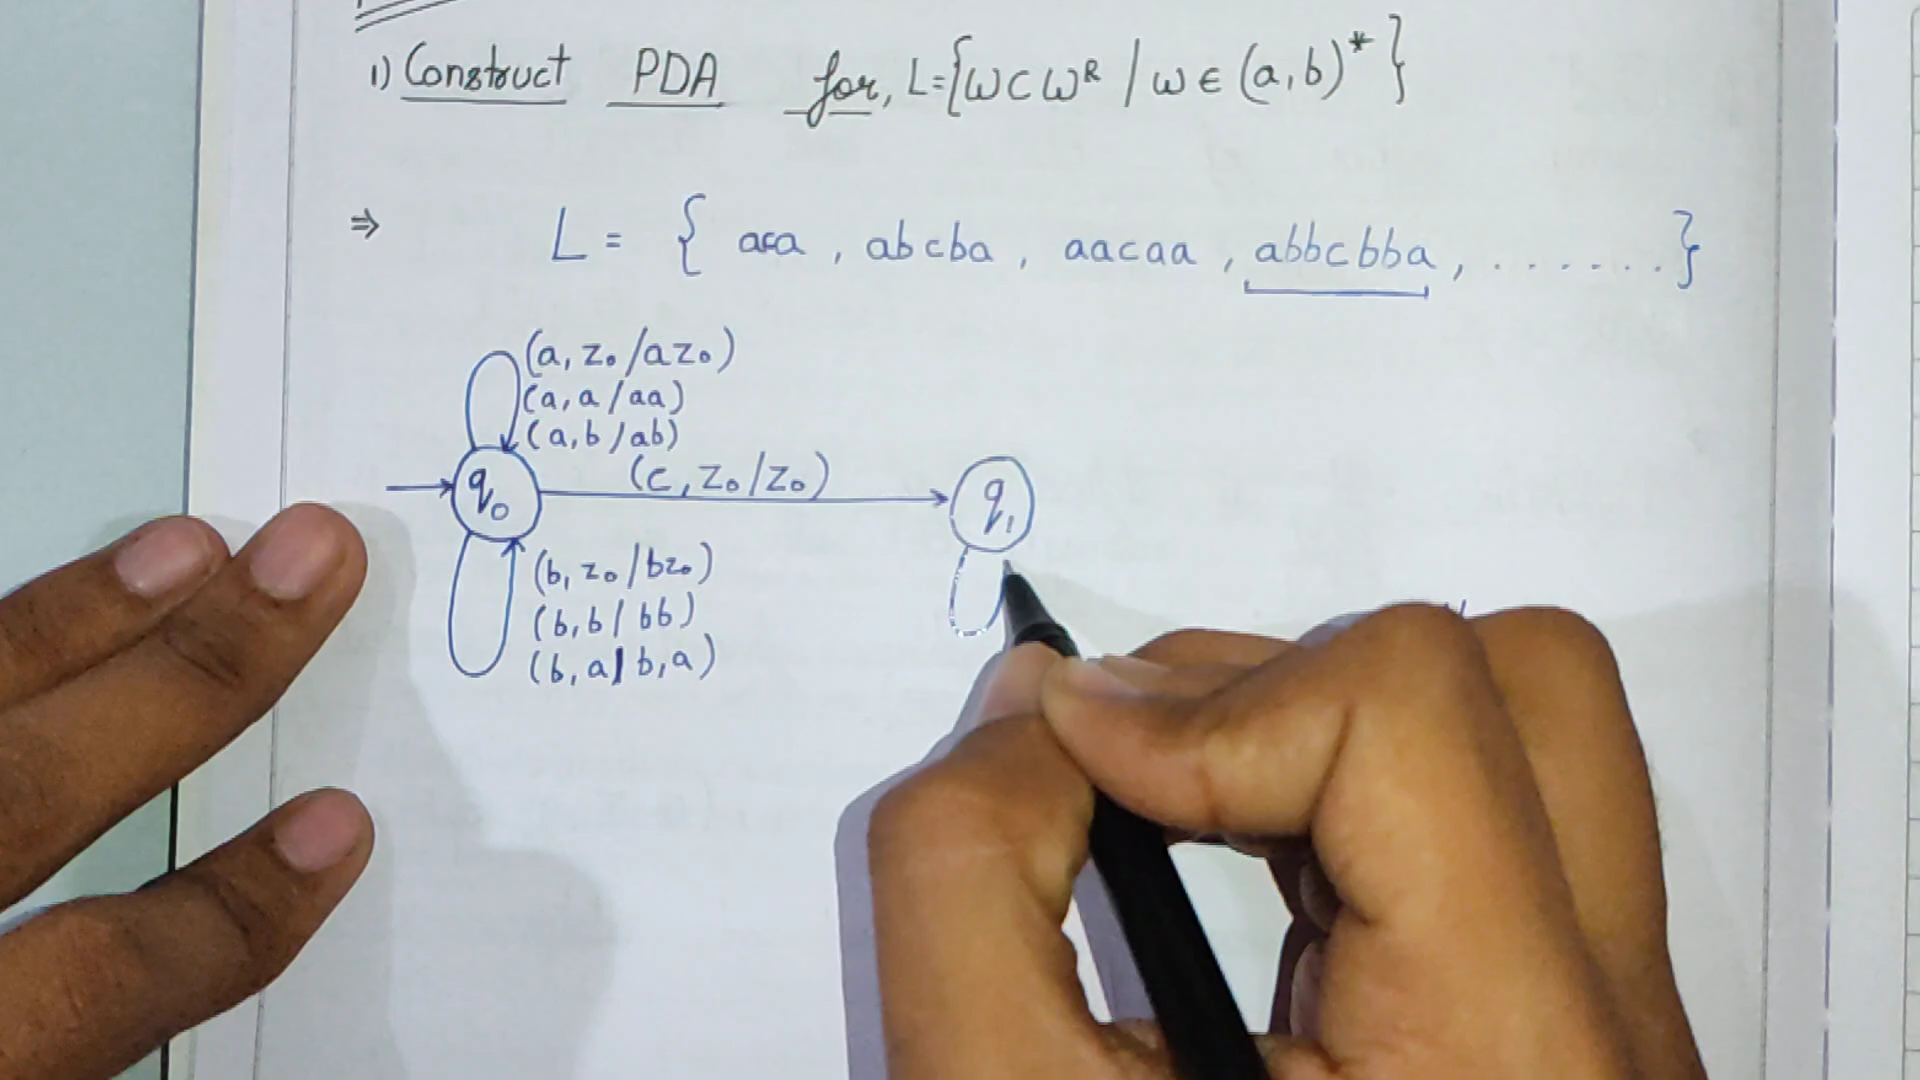 1) Construct PDA for, L={ωcωᴿ / ω ∈ (a,b)*}
⇒ L = { aca , abcba , aacaa , abbcbba , ....... }
(a, z₀ /az₀)
(a, a / aa)
(a, b / ab)
(c, z₀ / z₀)
q₀ q₁
(b, z₀ / bz₀)
(b, b / bb)
(b, a / b, a)